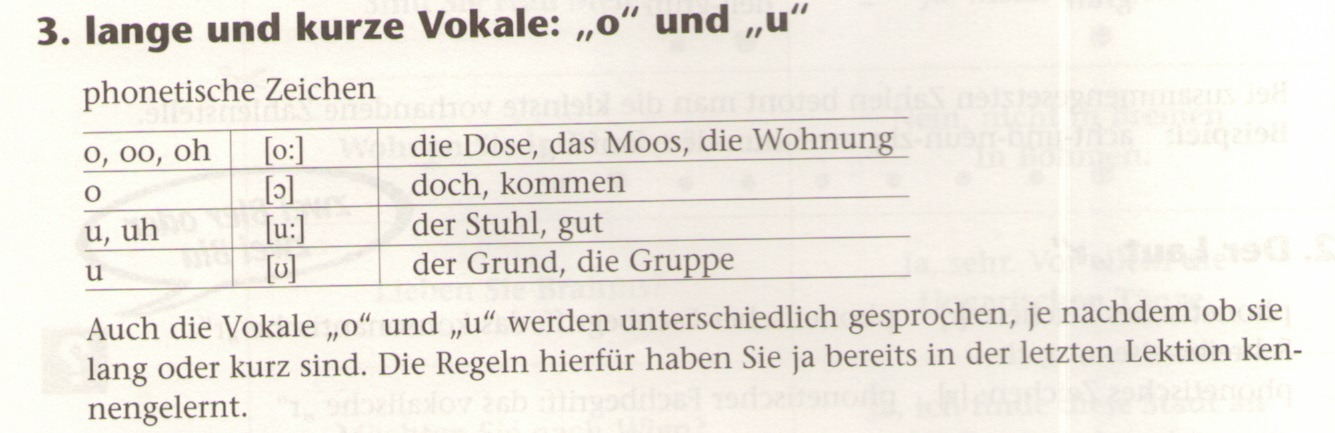 3. lange und kurze Vokale: „o“ und „u“
phonetische Zeichen
o, oo, oh [o:] die Dose, das Moos, die Wohnung
o [ɔ] doch, kommen
u, uh [u:] der Stuhl, gut
u [ʊ] der Grund, die Gruppe
Auch die Vokale „o“ und „u“ werden unterschiedlich gesprochen, je nachdem ob sie
lang oder kurz sind. Die Regeln hierfür haben Sie ja bereits in der letzten Lektion ken-
nengelernt.